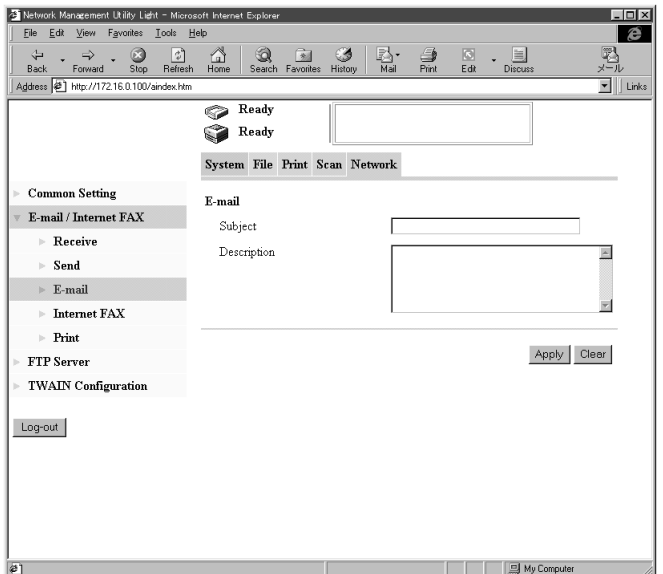 Network Management Utility Light - Microsoft Internet Explorer
File Edit View Favorites Tools Help
Back Forward Stop Refresh Home Search Favorites History Mail Print Edit Discuss メール
Address http://172.16.0.100/aindex.htm Links
Ready
Ready
System File Print Scan Network
Common Setting
E-mail / Internet FAX
Receive
Send
E-mail
Internet FAX
Print
FTP Server
TWAIN Configuration
Log-out
E-mail
Subject
Description
Apply Clear
My Computer